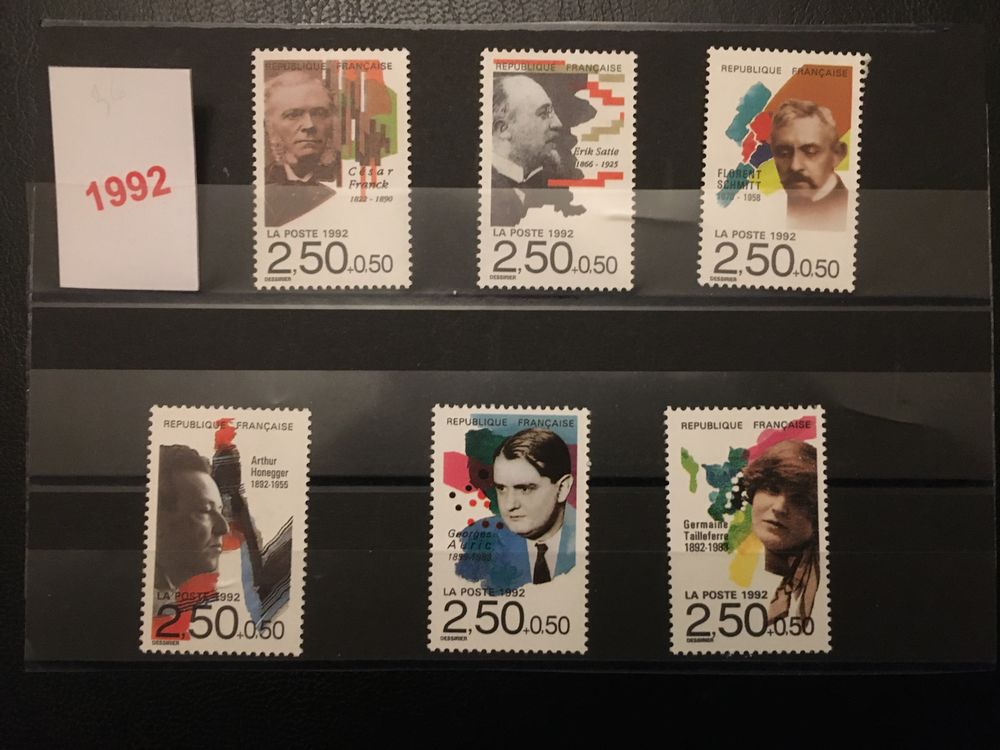 1992
REPUBLIQUE FRANÇAISE
César
Franck
1822 - 1890
LA POSTE 1992
2,50+0,50
DESSIRIER
REPUBLIQUE FRANÇAISE
Erik Satie
1866 - 1925
LA POSTE 1992
2,50+0,50
DESSIRIER
REPUBLIQUE FRANÇAISE
FLORENT
SCHMITT
1870 - 1958
LA POSTE 1992
2,50+0,50
DESSIRIER
REPUBLIQUE FRANÇAISE
Arthur
Honegger
1892-1955
LA POSTE 1992
2,50+0,50
DESSIRIER
REPUBLIQUE FRANÇAISE
Georges
Auric
1899-1983
LA POSTE 1992
2,50+0,50
DESSIRIER
REPUBLIQUE FRANÇAISE
Germaine
Tailleferre
1892-1983
LA POSTE 1992
2,50+0,50
DESSIRIER